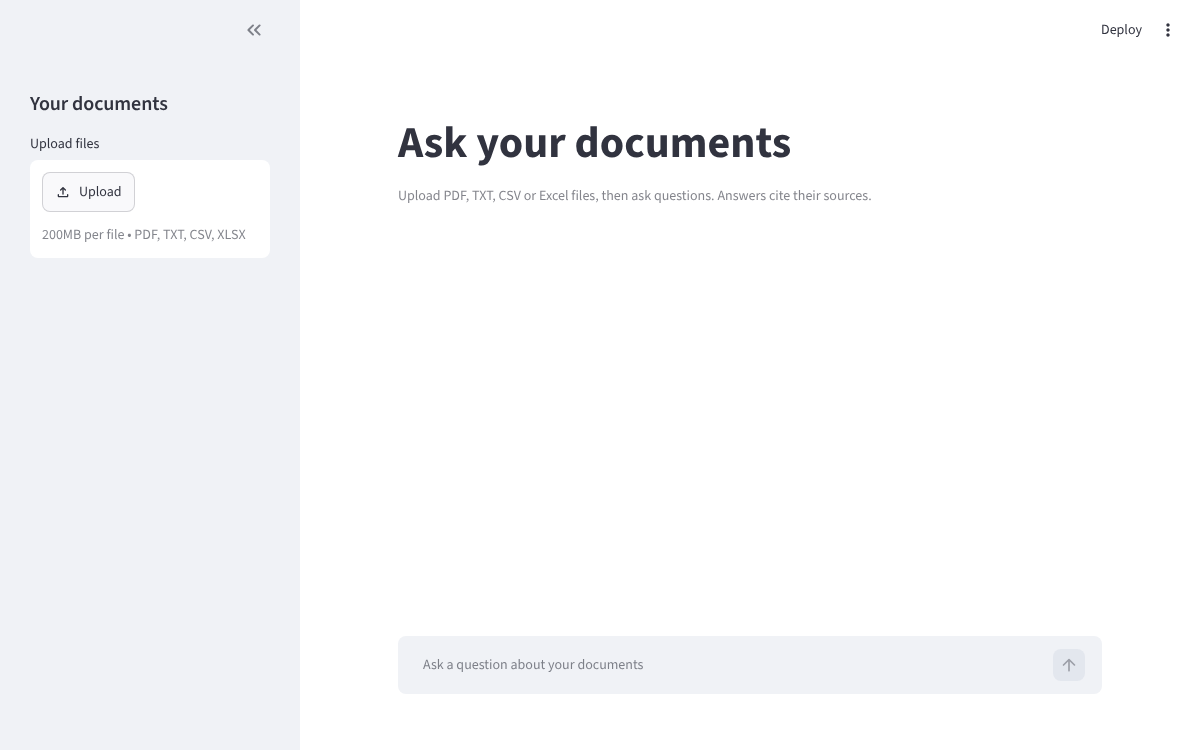 Deploy
Your documents
Upload files
Upload
200MB per file • PDF, TXT, CSV, XLSX
Ask your documents
Upload PDF, TXT, CSV or Excel files, then ask questions. Answers cite their sources.
Ask a question about your documents